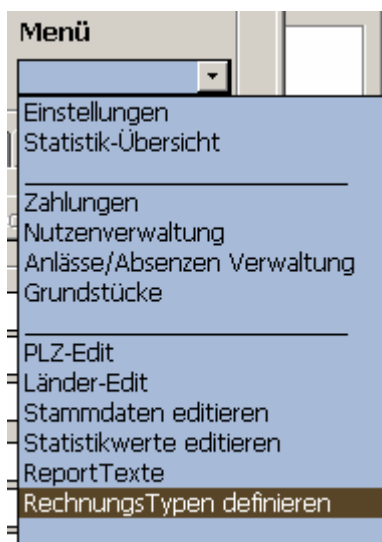 Menü
Einstellungen
Statistik-Übersicht
Zahlungen
Nutzenverwaltung
Anlässe/Absenzen Verwaltung
Grundstücke
PLZ-Edit
Länder-Edit
Stammdaten editieren
Statistikwerte editieren
ReportTexte
RechnungsTypen definieren